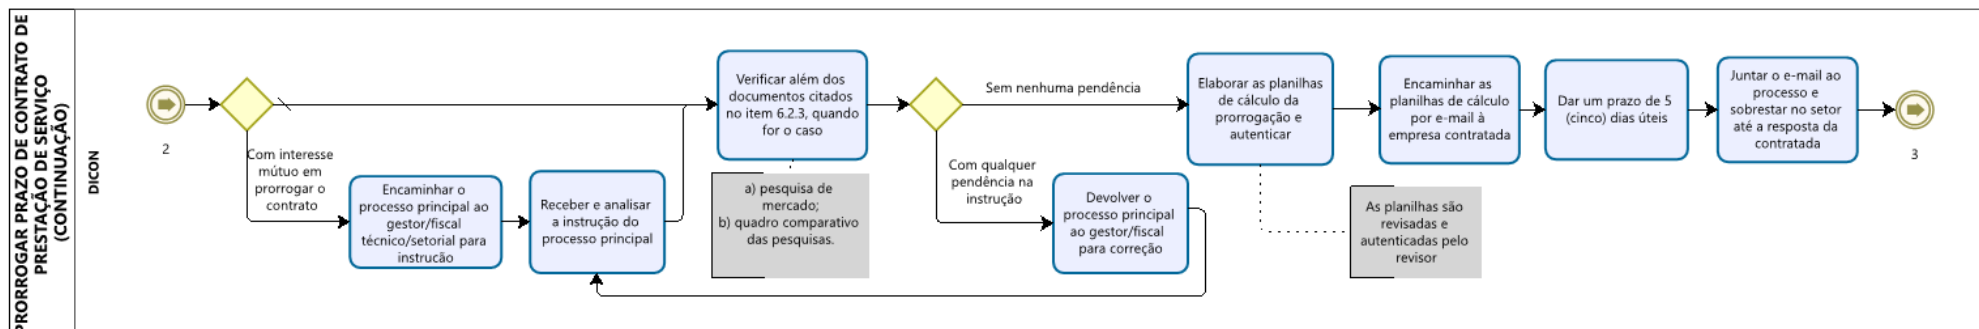 PRORROGAR PRAZO DE CONTRATO DE
PRESTAÇÃO DE SERVIÇO
(CONTINUAÇÃO)
DICON
2
Com interesse
mútuo em
prorrogar o
contrato
Encaminhar o
processo principal ao
gestor/fiscal
técnico/setorial para
instrucão
Receber e analisar
a instrução do
processo principal
Verificar além dos
documentos citados
no item 6.2.3, quando
for o caso
a) pesquisa de
mercado;
b) quadro comparativo
das pesquisas.
Sem nenhuma pendência
Com qualquer
pendência na
instrução
Devolver o
processo principal
ao gestor/fiscal
para correção
Elaborar as planilhas
de cálculo da
prorrogação e
autenticar
As planilhas são
revisadas e
autenticadas pelo
revisor
Encaminhar as
planilhas de cálculo
por e-mail à
empresa contratada
Dar um prazo de 5
(cinco) dias úteis
Juntar o e-mail ao
processo e
sobrestar no setor
até a resposta da
contratada
3